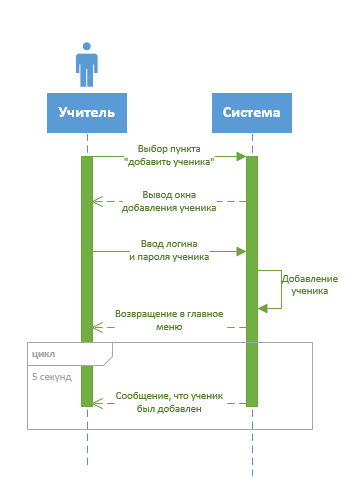 Учитель
Система
Выбор пункта
"добавить ученика"
Вывод окна
добавления ученика
Ввод логина
и пароля ученика
Добавление
ученика
Возвращение в главное
меню
цикл
5 секунд
Сообщение, что ученик
был добавлен